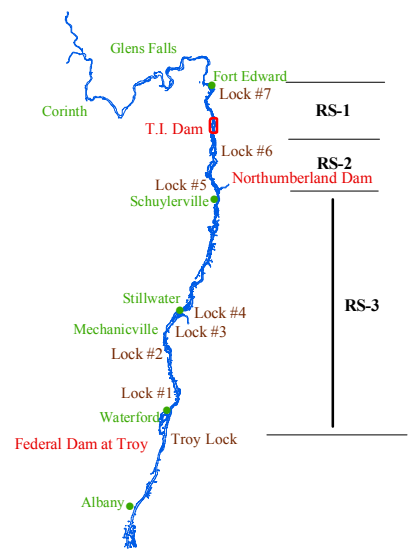 Glens Falls
Fort Edward
Lock #7
Corinth
RS-1
T.I. Dam
Lock #6
RS-2
Lock #5
Northumberland Dam
Schuylerville
Stillwater
RS-3
Lock #4
Mechanicville
Lock #3
Lock #2
Lock #1
Waterford
Federal Dam at Troy
Troy Lock
Albany